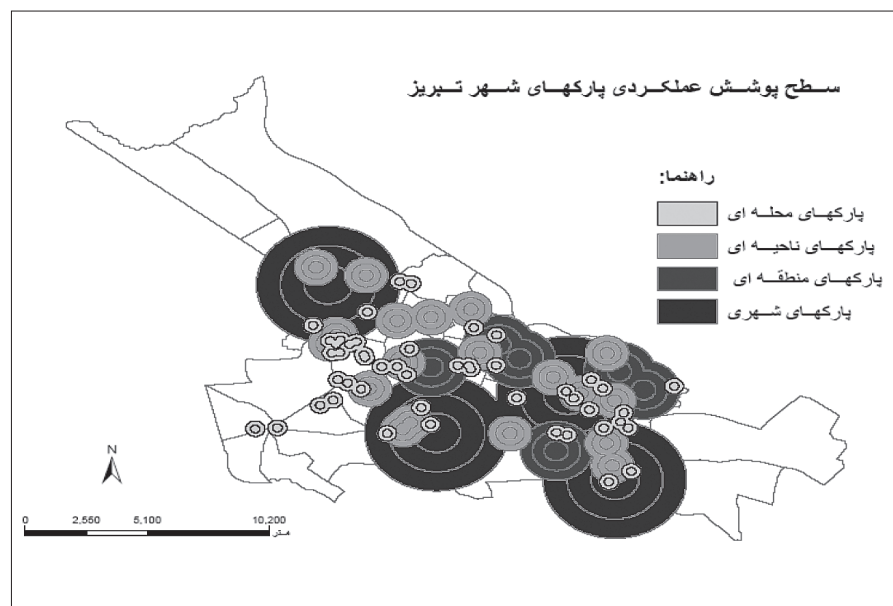 سطح پوشش عملکردی پارکهای شهر تبریز
راهنما:
پارکهای محله ای
پارکهای ناحیه ای
پارکهای منطقه ای
پارکهای شهری
N
0 2,550 5,100 10,200
متر